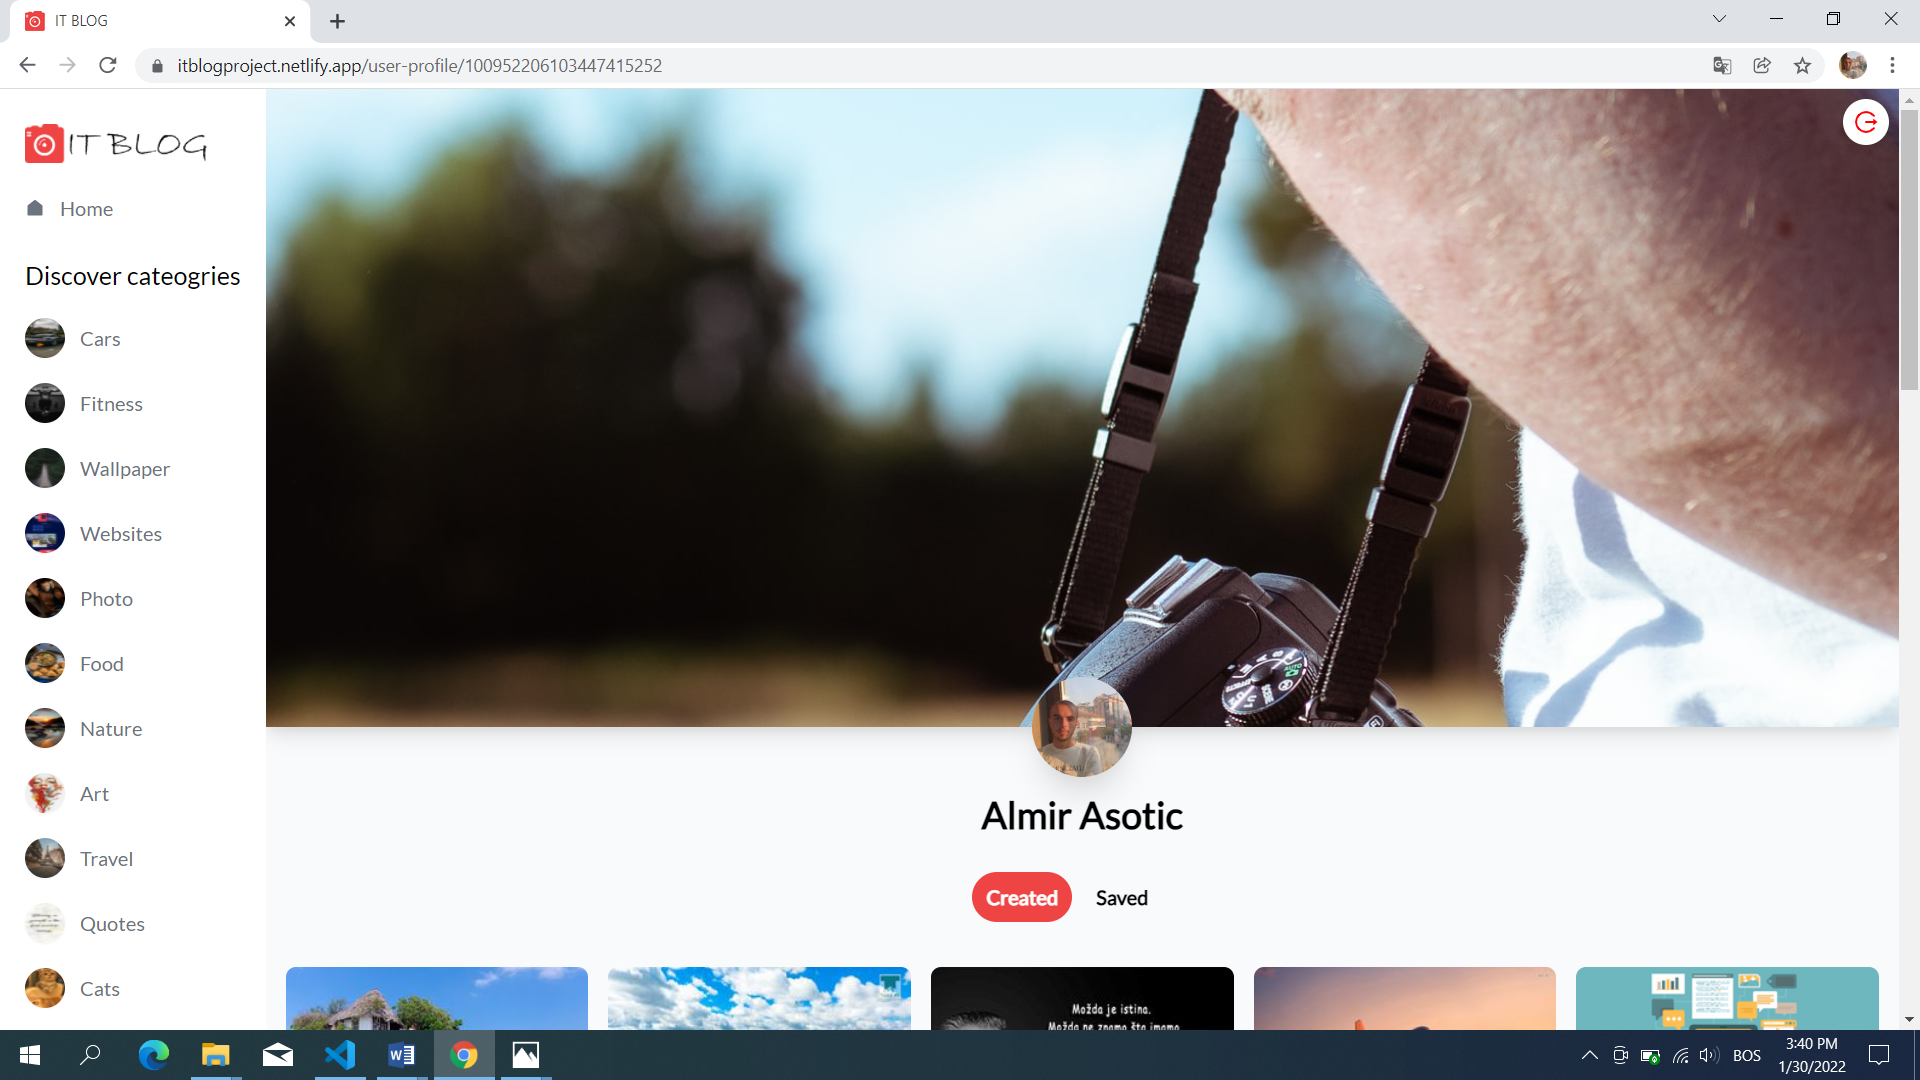 IT BLOG
itblogproject.netlify.app/user-profile/100952206103447415252
IT BLOG
Home
Discover cateogries
Cars
Fitness
Wallpaper
Websites
Photo
Food
Nature
Art
Travel
Quotes
Cats
AUTO
SCENE
Almir Asotic
Created
Saved
Možda je istina.
Možda ne znamo šta imamo
BOS
3:40 PM
1/30/2022